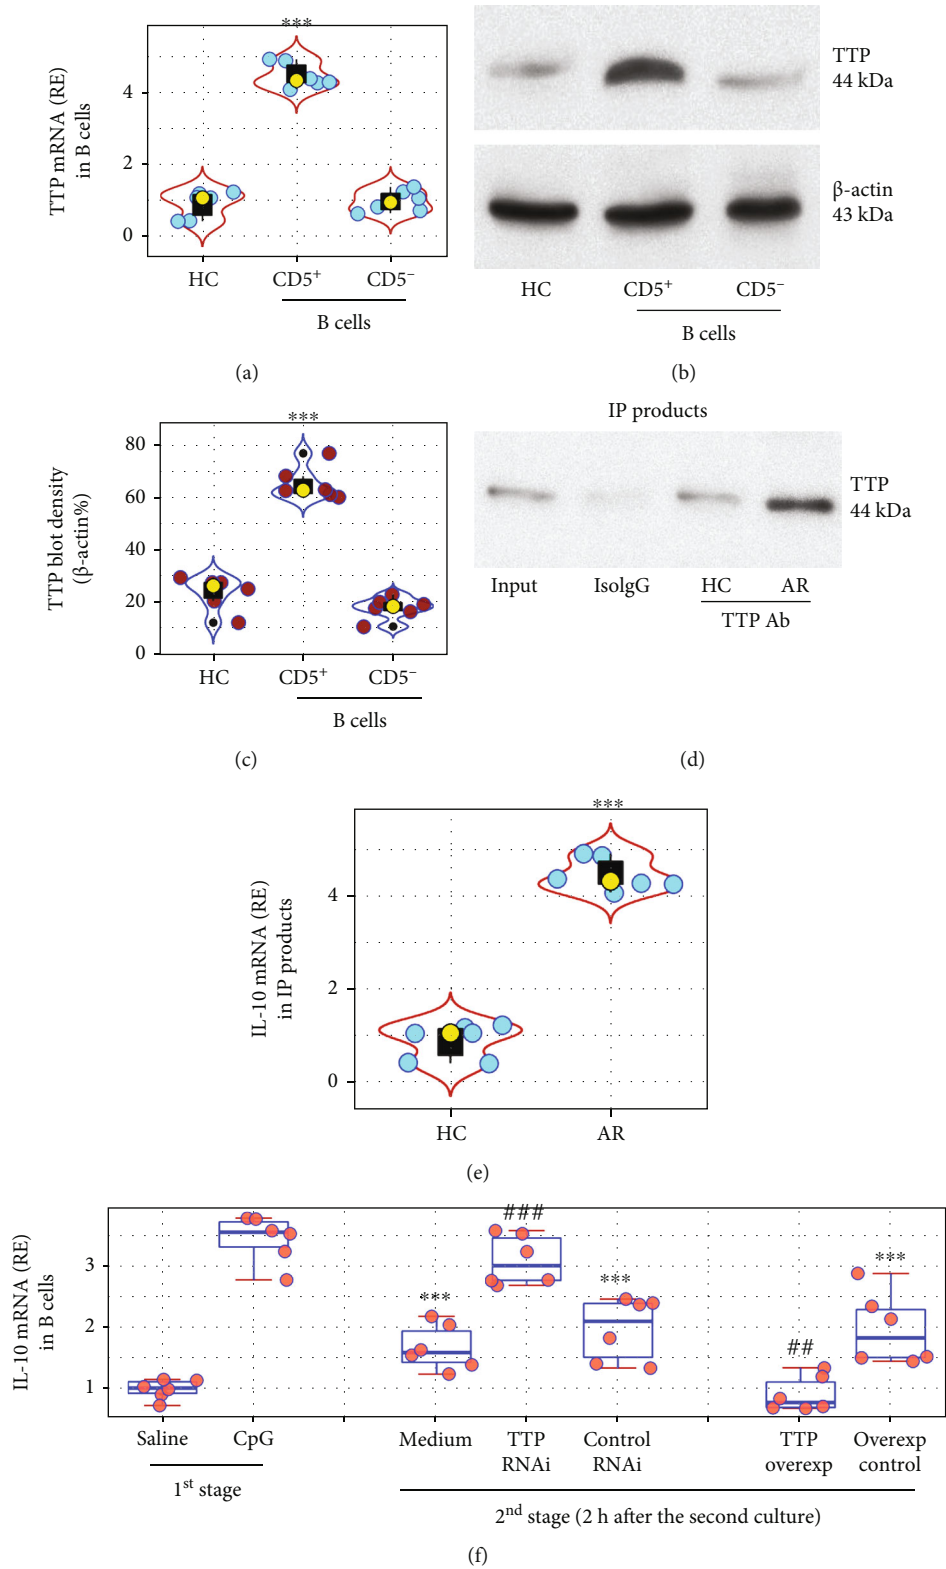 ***
TTP mRNA (RE)
in B cells
4
2
0
HC
CD5⁺
CD5⁻
B cells
(a)
TTP
44 kDa
β-actin
43 kDa
HC
CD5⁺
CD5⁻
B cells
(b)
***
TTP blot density
((β-actin%)
80
60
40
20
0
HC
CD5⁺
CD5⁻
B cells
(c)
IP products
TTP
44 kDa
Input
IsoIgG
HC
AR
TTP Ab
(d)
***
IL-10 mRNA (RE)
in IP products
4
2
0
HC
AR
(e)
IL-10 mRNA (RE)
in B cells
3
2
1
***
###
***
##
***
Saline
CpG
1ˢᵗ stage
Medium
TTP
RNAi
Control
RNAi
TTP
overexp
Overexp
control
2ⁿᵈ stage (2 h after the second culture)
(f)